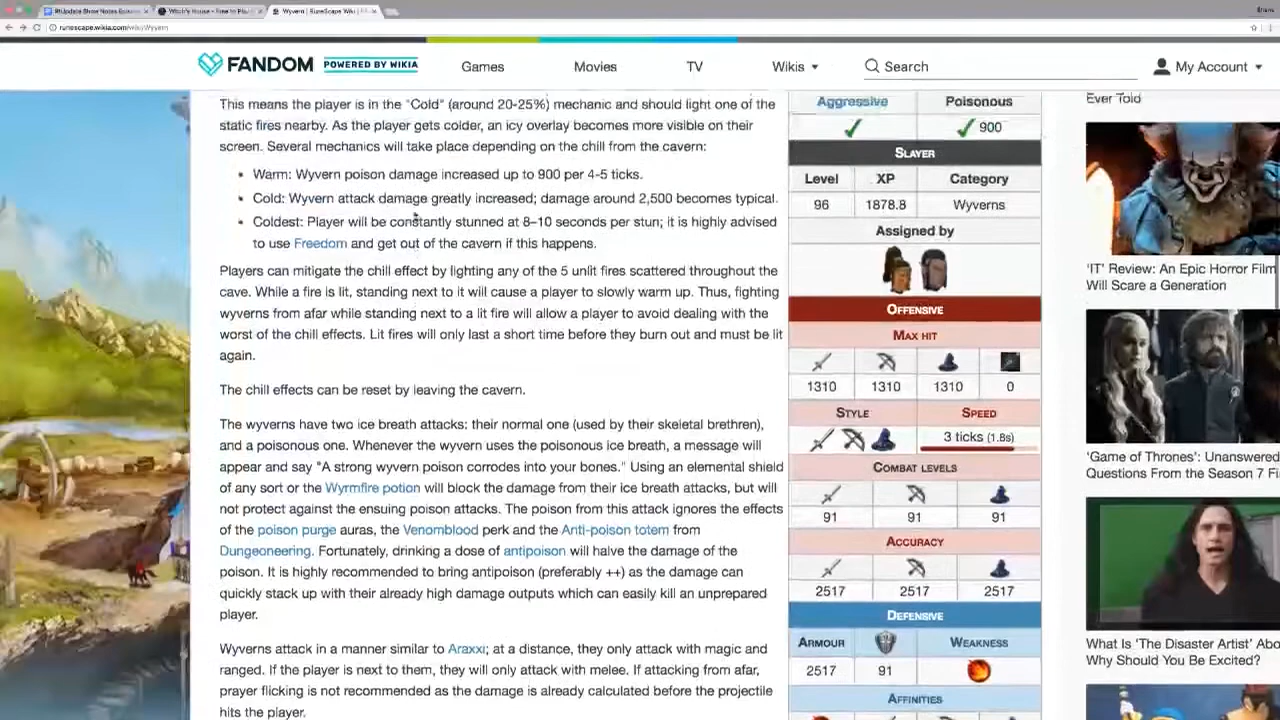 RuneScape Wiki
runescape.wikia.com/wiki/Wyvern
FANDOM POWERED BY WIKIA
Games
Movies
TV
Wikis
Search
My Account
This means the player is in the "Cold" (around 20-25%) mechanic and should light one of the
static fires nearby. As the player gets colder, an icy overlay becomes more visible on their
screen. Several mechanics will take place depending on the chill from the cavern:
• Warm: Wyvern poison damage increased up to 900 per 4-5 ticks.
• Cold: Wyvern attack damage greatly increased; damage around 2,500 becomes typical.
• Coldest: Player will be constantly stunned at 8–10 seconds per stun; it is highly advised
to use Freedom and get out of the cavern if this happens.
Players can mitigate the chill effect by lighting any of the 5 unlit fires scattered throughout the
cave. While a fire is lit, standing next to it will cause a player to slowly warm up. Thus, fighting
wyverns from afar while standing next to a lit fire will allow a player to avoid dealing with the
worst of the chill effects. Lit fires will only last a short time before they burn out and must be lit
again.
The chill effects can be reset by leaving the cavern.
The wyverns have two ice breath attacks: their normal one (used by their skeletal brethren),
and a poisonous one. Whenever the wyvern uses the poisonous ice breath, a message will
appear and say "A strong wyvern poison corrodes into your bones." Using an elemental shield
of any sort or the Wyrmfire potion will block the damage from their ice breath attacks, but will
not protect against the ensuing poison attacks. The poison from this attack ignores the effects
of the poison purge auras, the Venomblood perk and the Anti-poison totem from
Dungeoneering. Fortunately, drinking a dose of antipoison will halve the damage of the
poison. It is highly recommended to bring antipoison (preferably ++) as the damage can
quickly stack up with their already high damage outputs which can easily kill an unprepared
player.
Wyverns attack in a manner similar to Araxxi; at a distance, they only attack with magic and
ranged. If the player is next to them, they will only attack with melee. If attacking from afar,
prayer flicking is not recommended as the damage is already calculated before the projectile
hits the player.
Aggressive Poisonous
900
SLAYER
Level XP Category
96 1878.8 Wyverns
Assigned by
OFFENSIVE
MAX HIT
1310 1310 1310 0
STYLE SPEED
3 ticks (1.8s)
COMBAT LEVELS
91 91 91
ACCURACY
2517 2517 2517
DEFENSIVE
ARMOUR WEAKNESS
2517 91
AFFINITIES
Ever Told
'IT' Review: An Epic Horror Film
Will Scare a Generation
'Game of Thrones': Unanswered
Questions From the Season 7 Fi
What Is 'The Disaster Artist' Abo
Why Should You Be Excited?